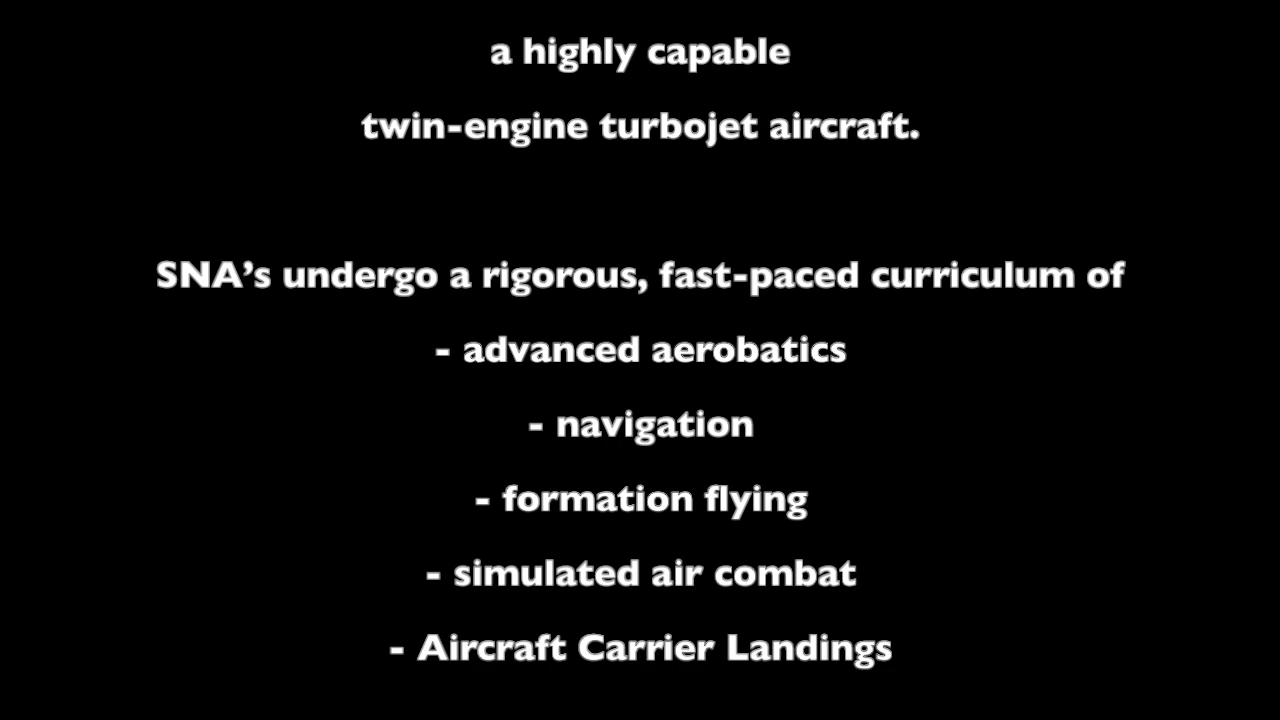 a highly capable
twin-engine turbojet aircraft.
SNA’s undergo a rigorous, fast-paced curriculum of
- advanced aerobatics
- navigation
- formation flying
- simulated air combat
- Aircraft Carrier Landings